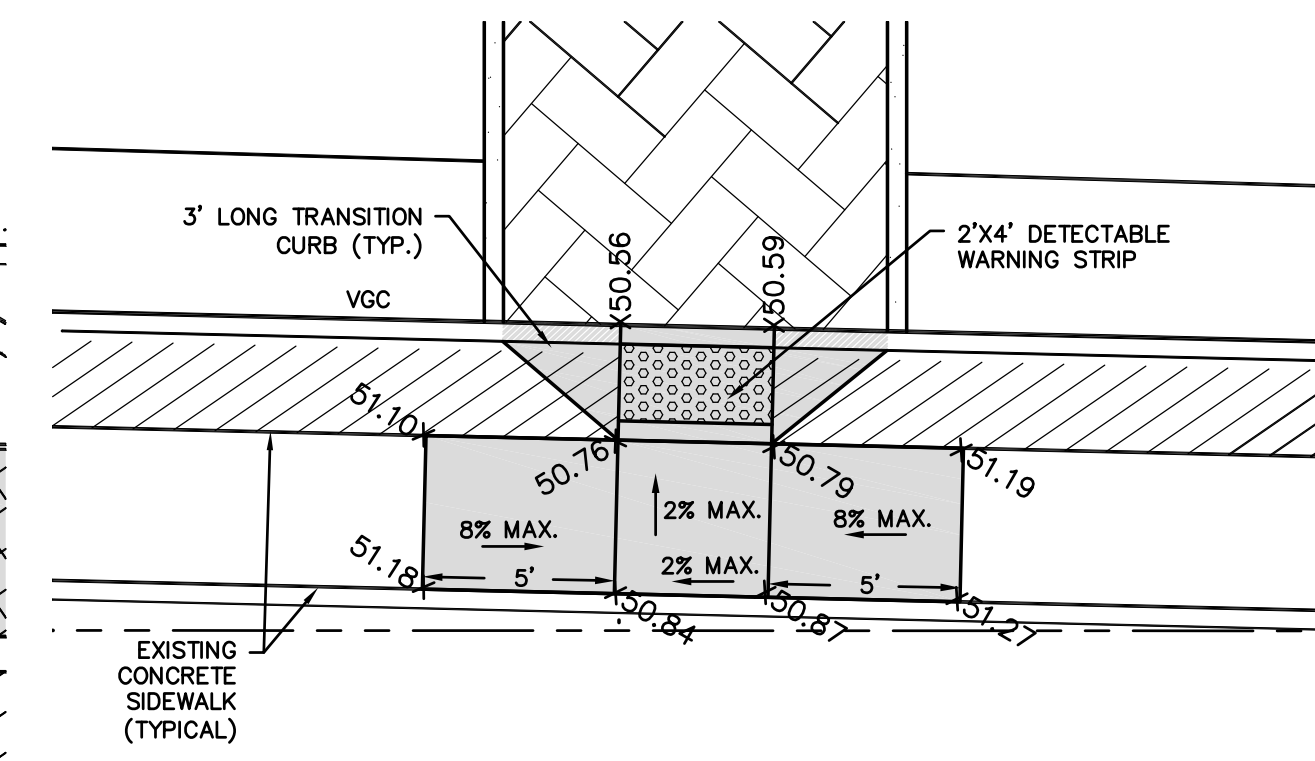 3' LONG TRANSITION
CURB (TYP.)
VGC
50.56
50.59
2'X4' DETECTABLE
WARNING STRIP
51.10
50.76
50.79
51.19
2% MAX.
8% MAX.
8% MAX.
51.18
5'
2% MAX.
5'
50.84
50.87
51.27
EXISTING
CONCRETE
SIDEWALK
(TYPICAL)